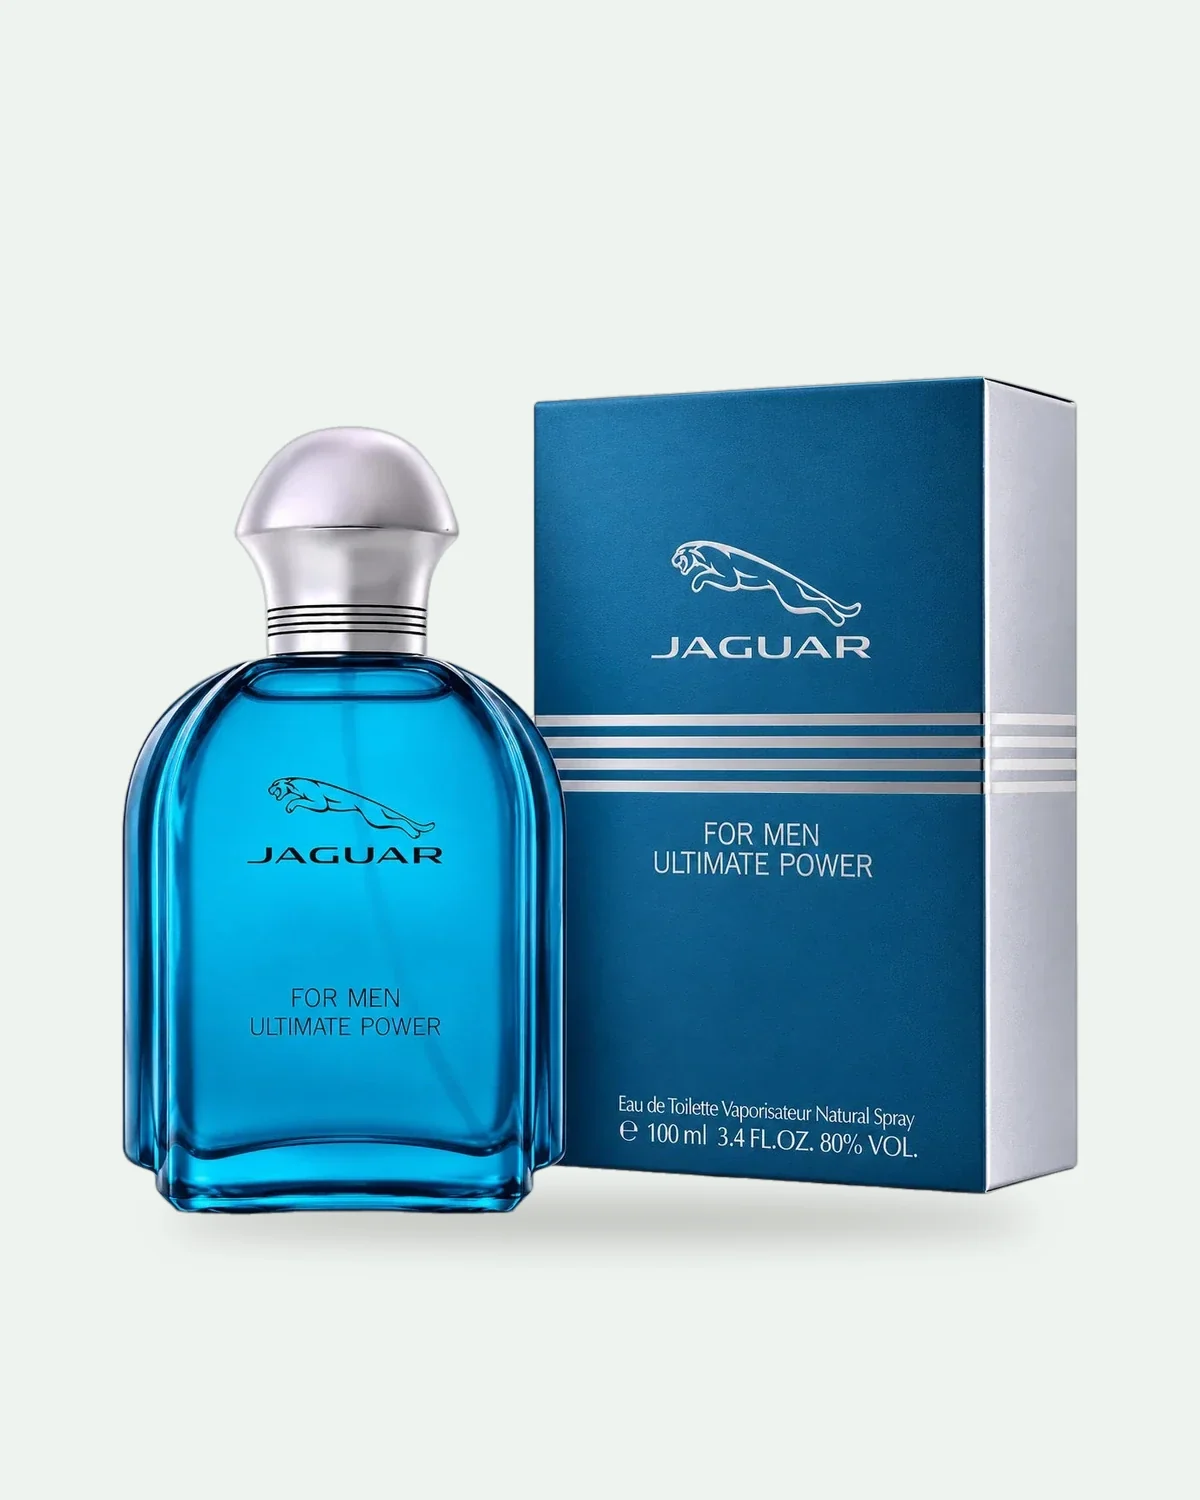 JAGUAR
FOR MEN
ULTIMATE POWER
JAGUAR
FOR MEN
ULTIMATE POWER
Eau de Toilette Vaporisateur Natural Spray
℮ 100 ml 3.4 FL.OZ. 80% VOL.